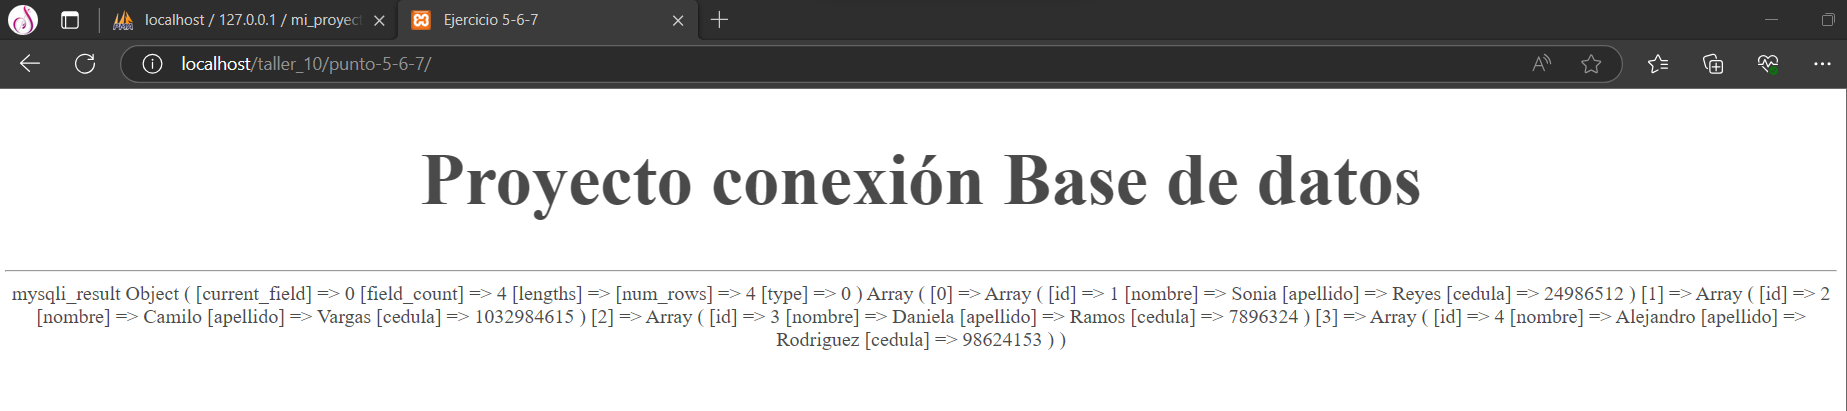 localhost / 127.0.0.1 / mi_proyect
Ejercicio 5-6-7
localhost/taller_10/punto-5-6-7/
Proyecto conexión Base de datos
mysqli_result Object ( [current_field] => 0 [field_count] => 4 [lengths] => [num_rows] => 4 [type] => 0 ) Array ( [0] => Array ( [id] => 1 [nombre] => Sonia [apellido] => Reyes [cedula] => 24986512 ) [1] => Array ( [id] => 2
[nombre] => Camilo [apellido] => Vargas [cedula] => 1032984615 ) [2] => Array ( [id] => 3 [nombre] => Daniela [apellido] => Ramos [cedula] => 7896324 ) [3] => Array ( [id] => 4 [nombre] => Alejandro [apellido] =>
Rodriguez [cedula] => 98624153 ) )